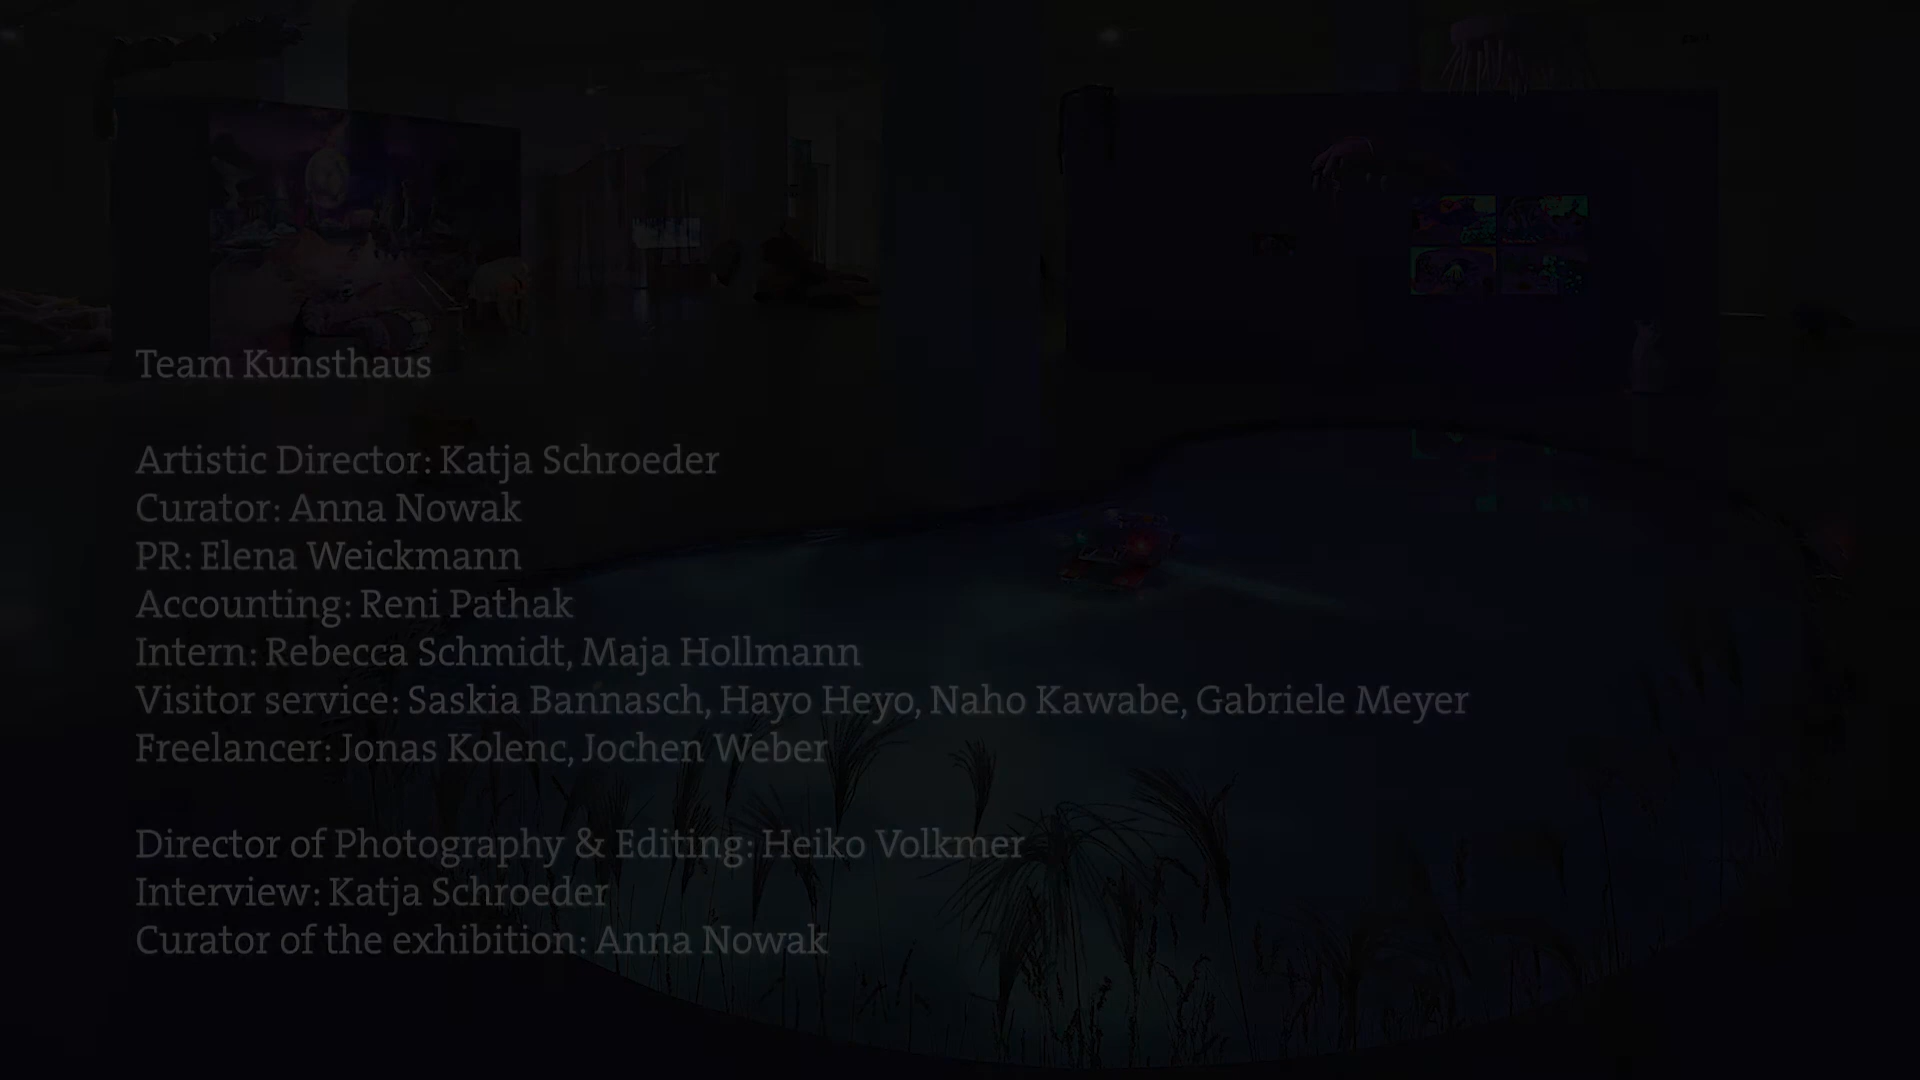 Team Kunsthaus
Artistic Director: Katja Schroeder
Curator: Anna Nowak
PR: Elena Weickmann
Accounting: Reni Pathak
Intern: Rebecca Schmidt, Maja Hollmann
Visitor service: Saskia Bannasch, Hayo Heyo, Naho Kawabe, Gabriele Meyer
Freelancer: Jonas Kolenc, Jochen Weber
Director of Photography & Editing: Heiko Volkmer
Interview: Katja Schroeder
Curator of the exhibition: Anna Nowak